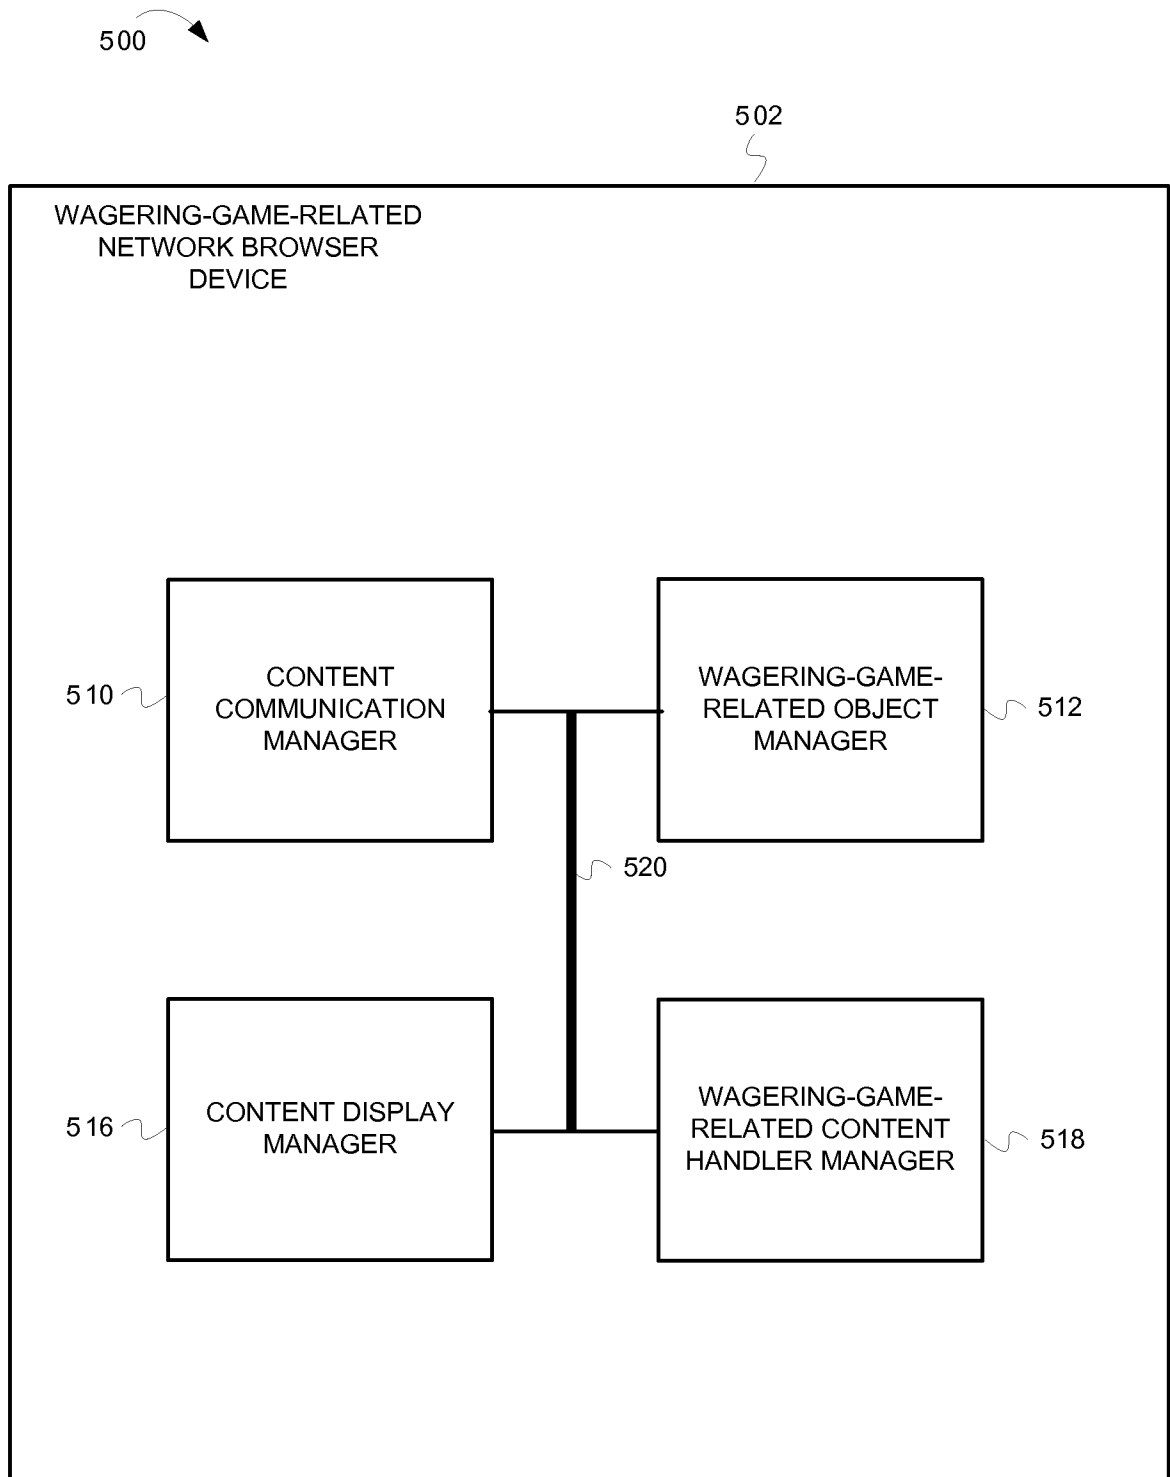 500
502
WAGERING-GAME-RELATED
NETWORK BROWSER
DEVICE
510
CONTENT
COMMUNICATION
MANAGER
WAGERING-GAME-
RELATED OBJECT
MANAGER
512
520
516
CONTENT DISPLAY
MANAGER
WAGERING-GAME-
RELATED CONTENT
HANDLER MANAGER
518